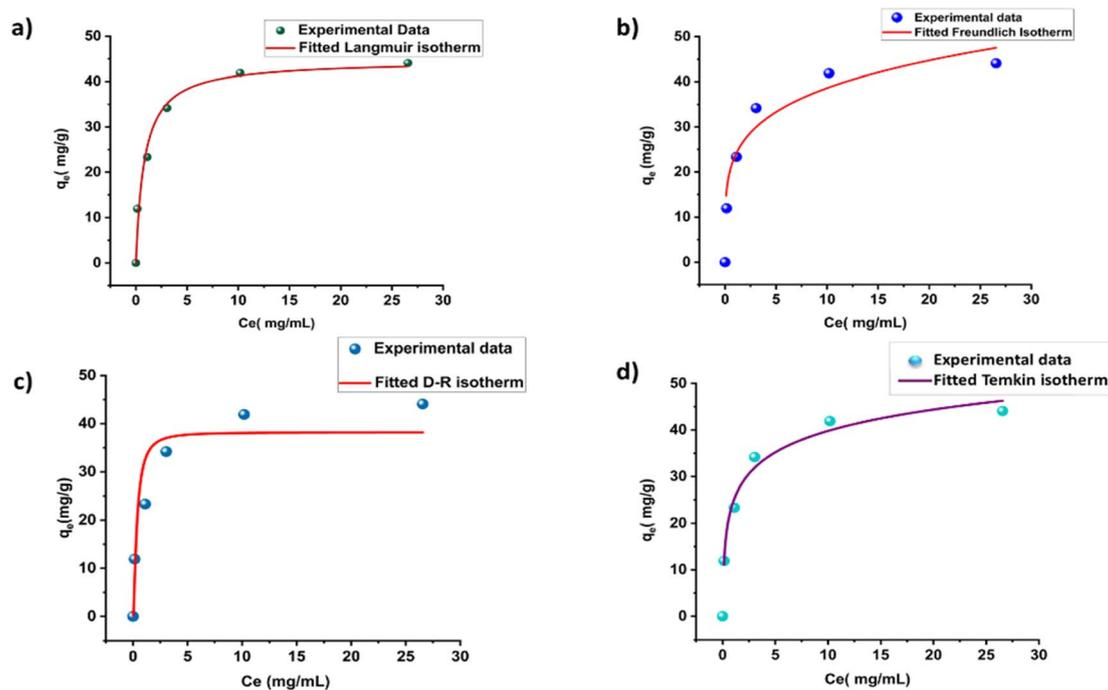 a)
Experimental Data
Fitted Langmuir isotherm
50
40
30
20
10
0
qe( mg/g)
0 5 10 15 20 25 30
Ce( mg/mL)
b)
Experimental data
Fitted Freundlich Isotherm
50
40
30
20
10
0
qe (mg/g)
0 5 10 15 20 25 30
Ce( mg/mL)
c)
Experimental data
Fitted D-R isotherm
50
40
30
20
10
0
qe(mg/g)
0 5 10 15 20 25 30
Ce (mg/mL)
d)
Experimental data
Fitted Temkin isotherm
50
40
30
20
10
0
qe( mg/g)
0 5 10 15 20 25 30
Ce( mg/mL)